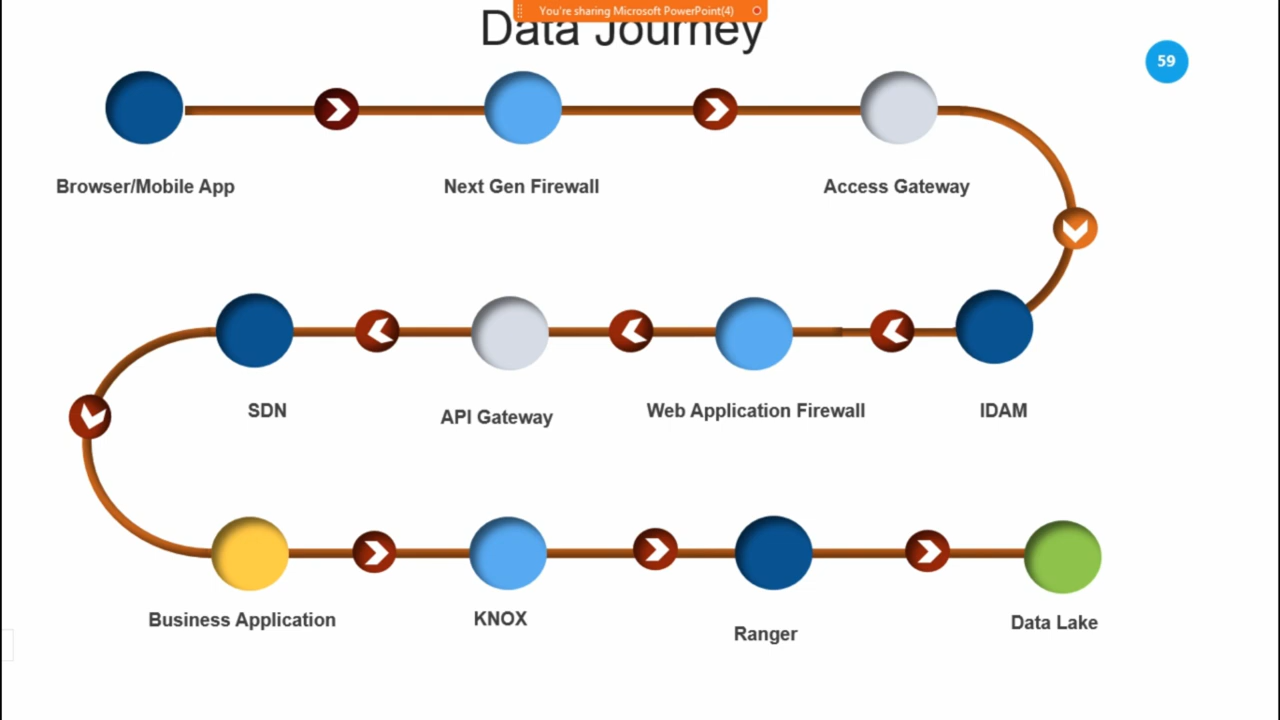 You're sharing Microsoft PowerPoint(4)
Data Journey
59
Browser/Mobile App
Next Gen Firewall
Access Gateway
SDN
API Gateway
Web Application Firewall
IDAM
Business Application
KNOX
Ranger
Data Lake